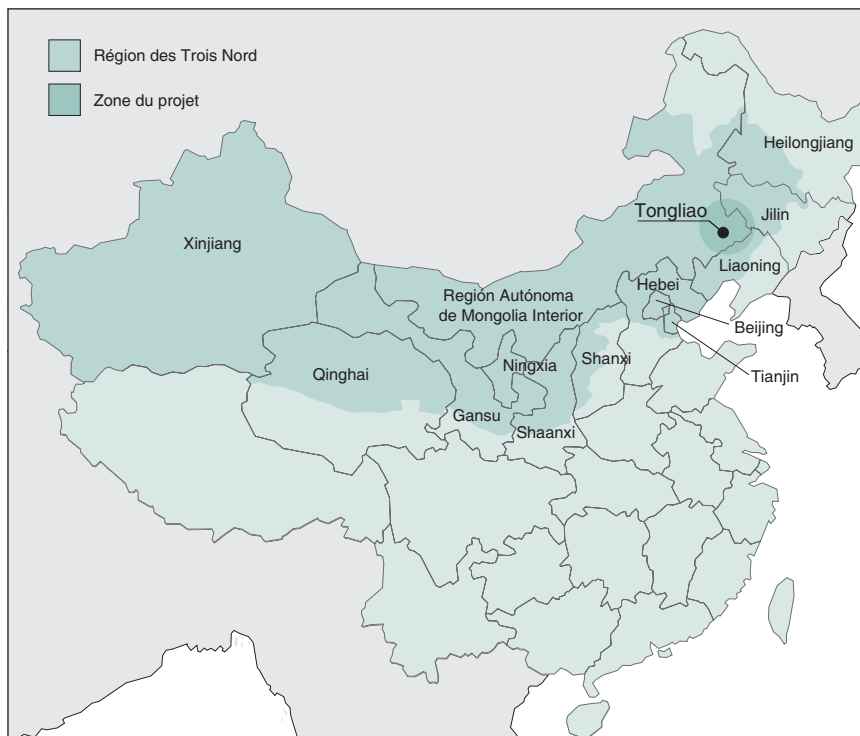 Région des Trois Nord
Zone du projet
Heilongjiang
Tongliao
Jilin
Xinjiang
Liaoning
Hebei
Región Autónoma
de Mongolia Interior
Beijing
Shanxi
Ningxia
Qinghai
Tianjin
Gansu
Shaanxi